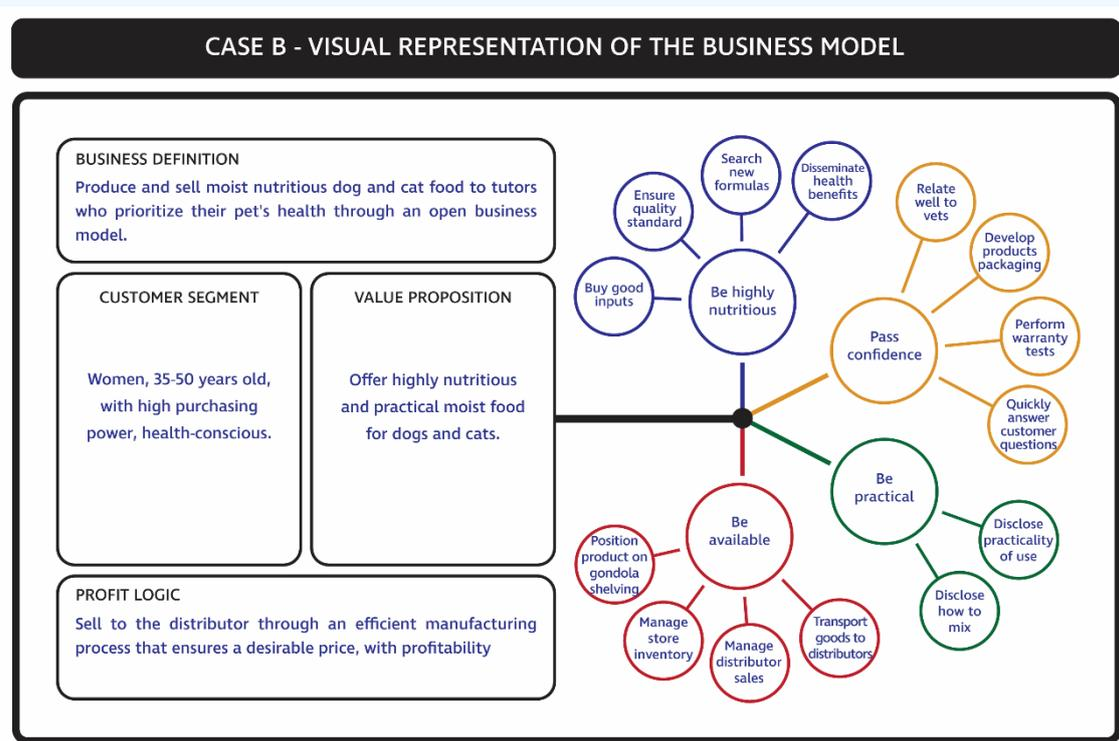 CASE B - VISUAL REPRESENTATION OF THE BUSINESS MODEL
BUSINESS DEFINITION
Produce and sell moist nutritious dog and cat food to tutors
who prioritize their pet's health through an open business
model.
CUSTOMER SEGMENT
Women, 35-50 years old,
with high purchasing
power, health-conscious.
VALUE PROPOSITION
Offer highly nutritious
and practical moist food
for dogs and cats.
PROFIT LOGIC
Sell to the distributor through an efficient manufacturing
process that ensures a desirable price, with profitability
Be highly
nutritious
Buy good
inputs
Ensure
quality
standard
Search
new
formulas
Disseminate
health
benefits
Pass
confidence
Relate
well to
vets
Develop
products
packaging
Perform
warranty
tests
Quickly
answer
customer
questions
Be
practical
Disclose
practicality
of use
Disclose
how to
mix
Be
available
Position
product on
gondola
shelving
Manage
store
inventory
Manage
distributor
sales
Transport
goods to
distributors